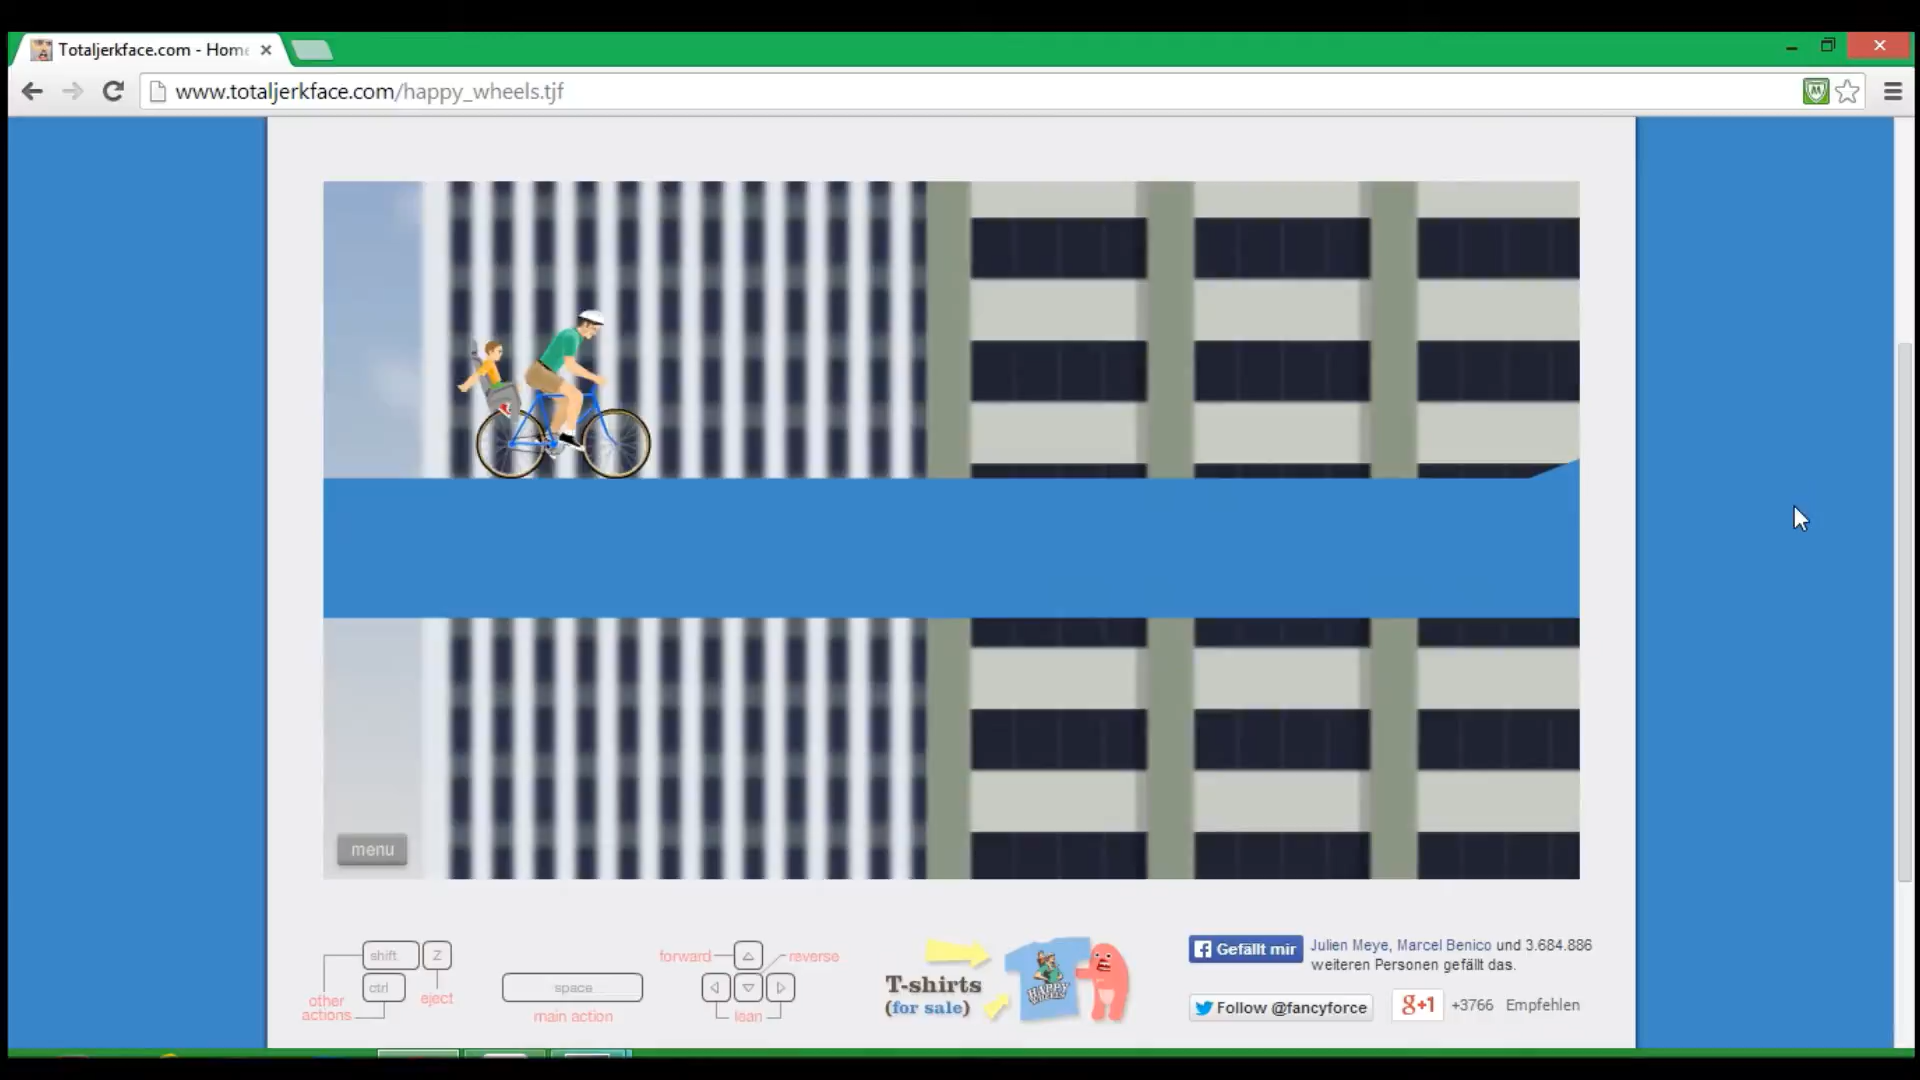 Totaljerkface.com - Home
www.totaljerkface.com/happy_wheels.tjf
menu
shift
Z
ctrl
other
actions
eject
space
main action
forward
reverse
lean
T-shirts
(for sale)
HAPPY
WHEELS
Gefällt mir
Julien Meye, Marcel Benico und 3.684.886
weiteren Personen gefällt das.
Follow @fancyforce
g+1
+3766
Empfehlen